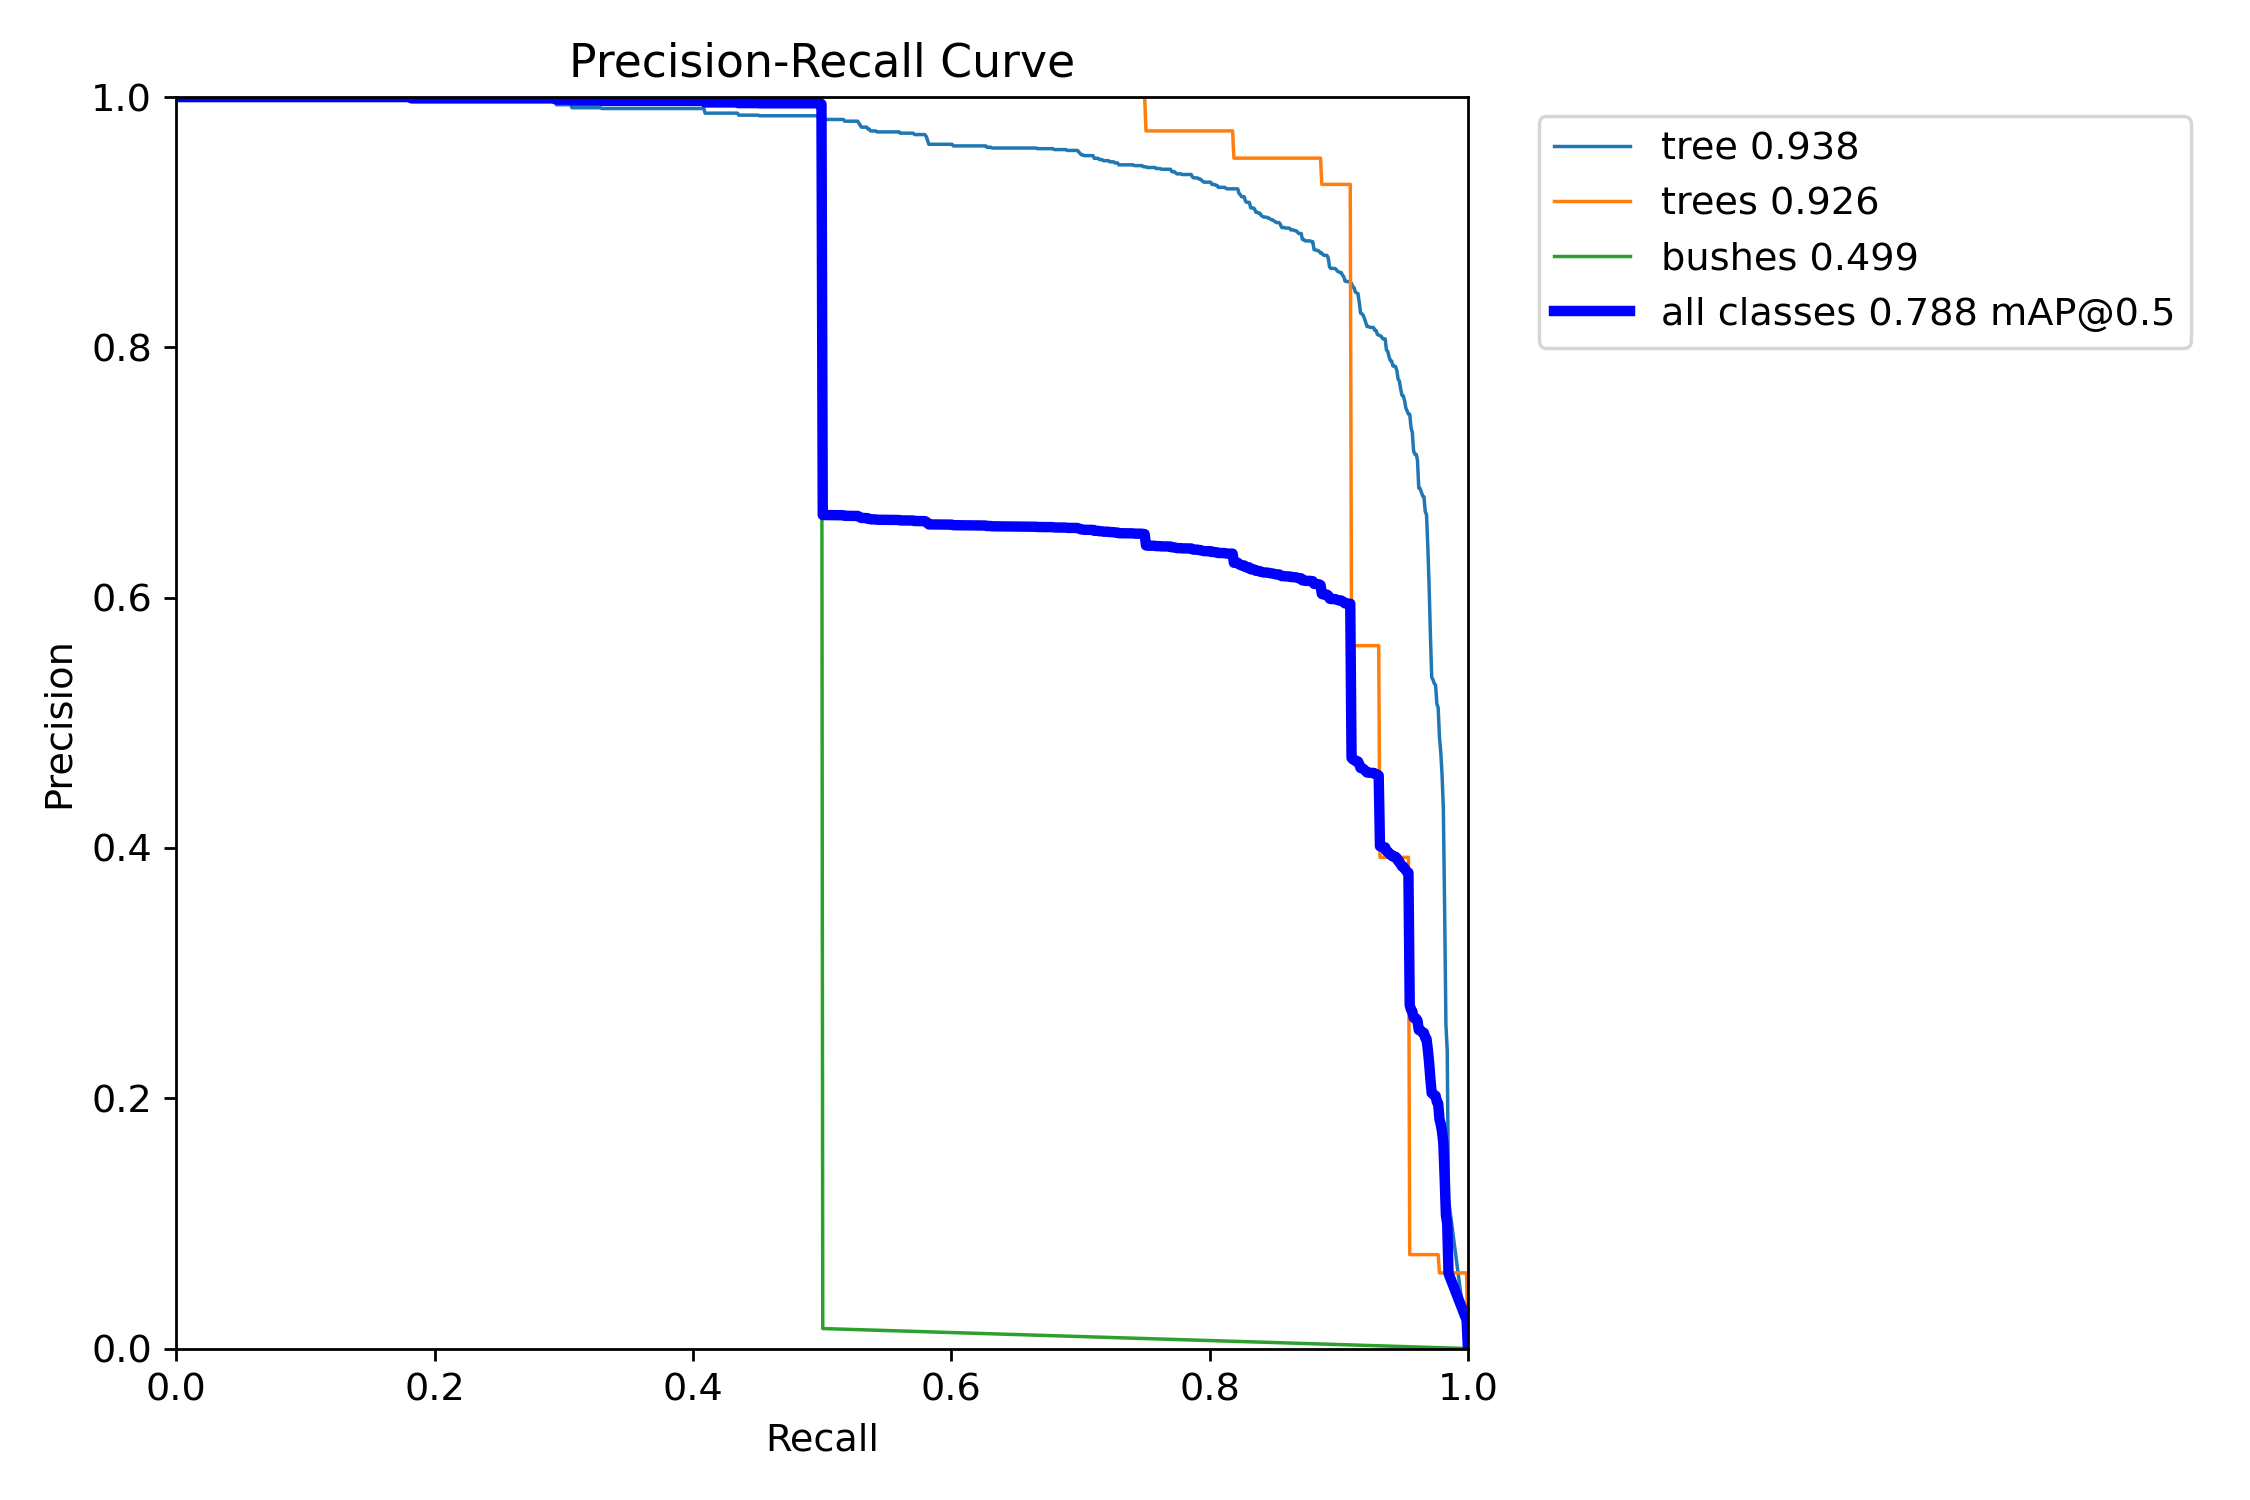 Precision-Recall Curve
1.0
0.8
0.6
0.4
0.2
0.0
Precision
0.0 0.2 0.4 0.6 0.8 1.0
Recall
tree 0.938
trees 0.926
bushes 0.499
all classes 0.788 mAP@0.5